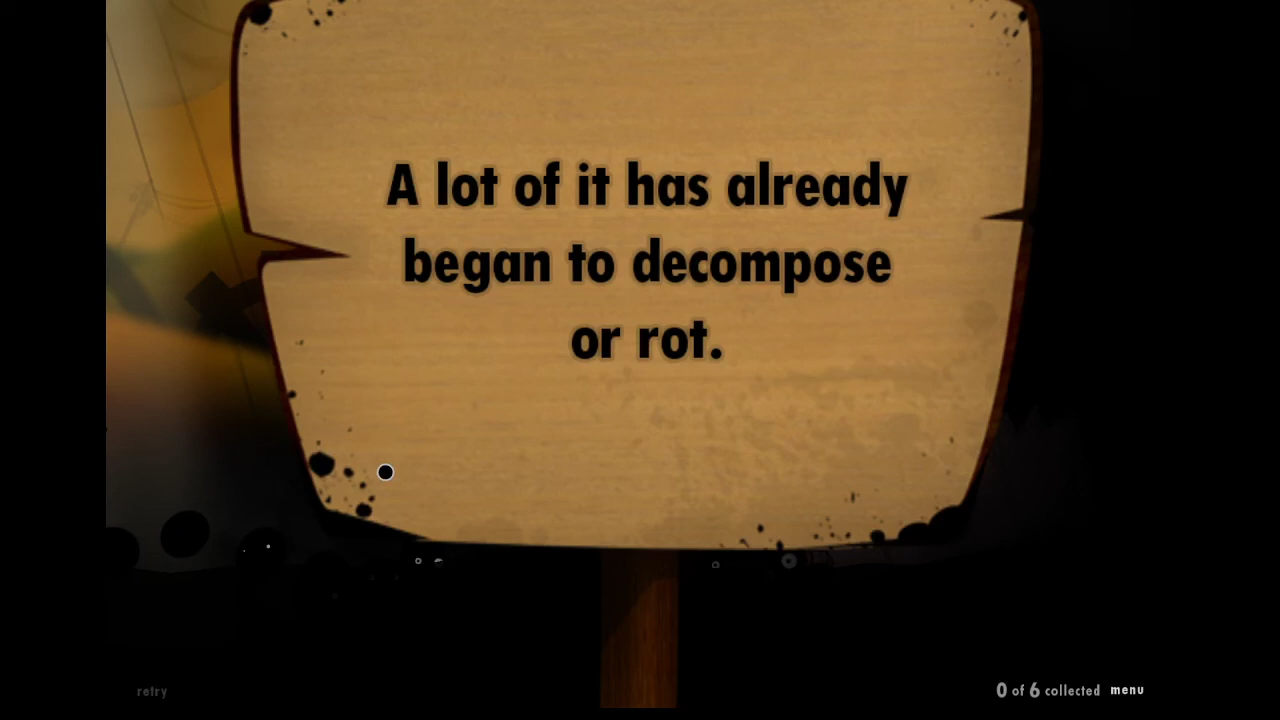 A lot of it has already
began to decompose
or rot.
retry
0 of 6 collected menu